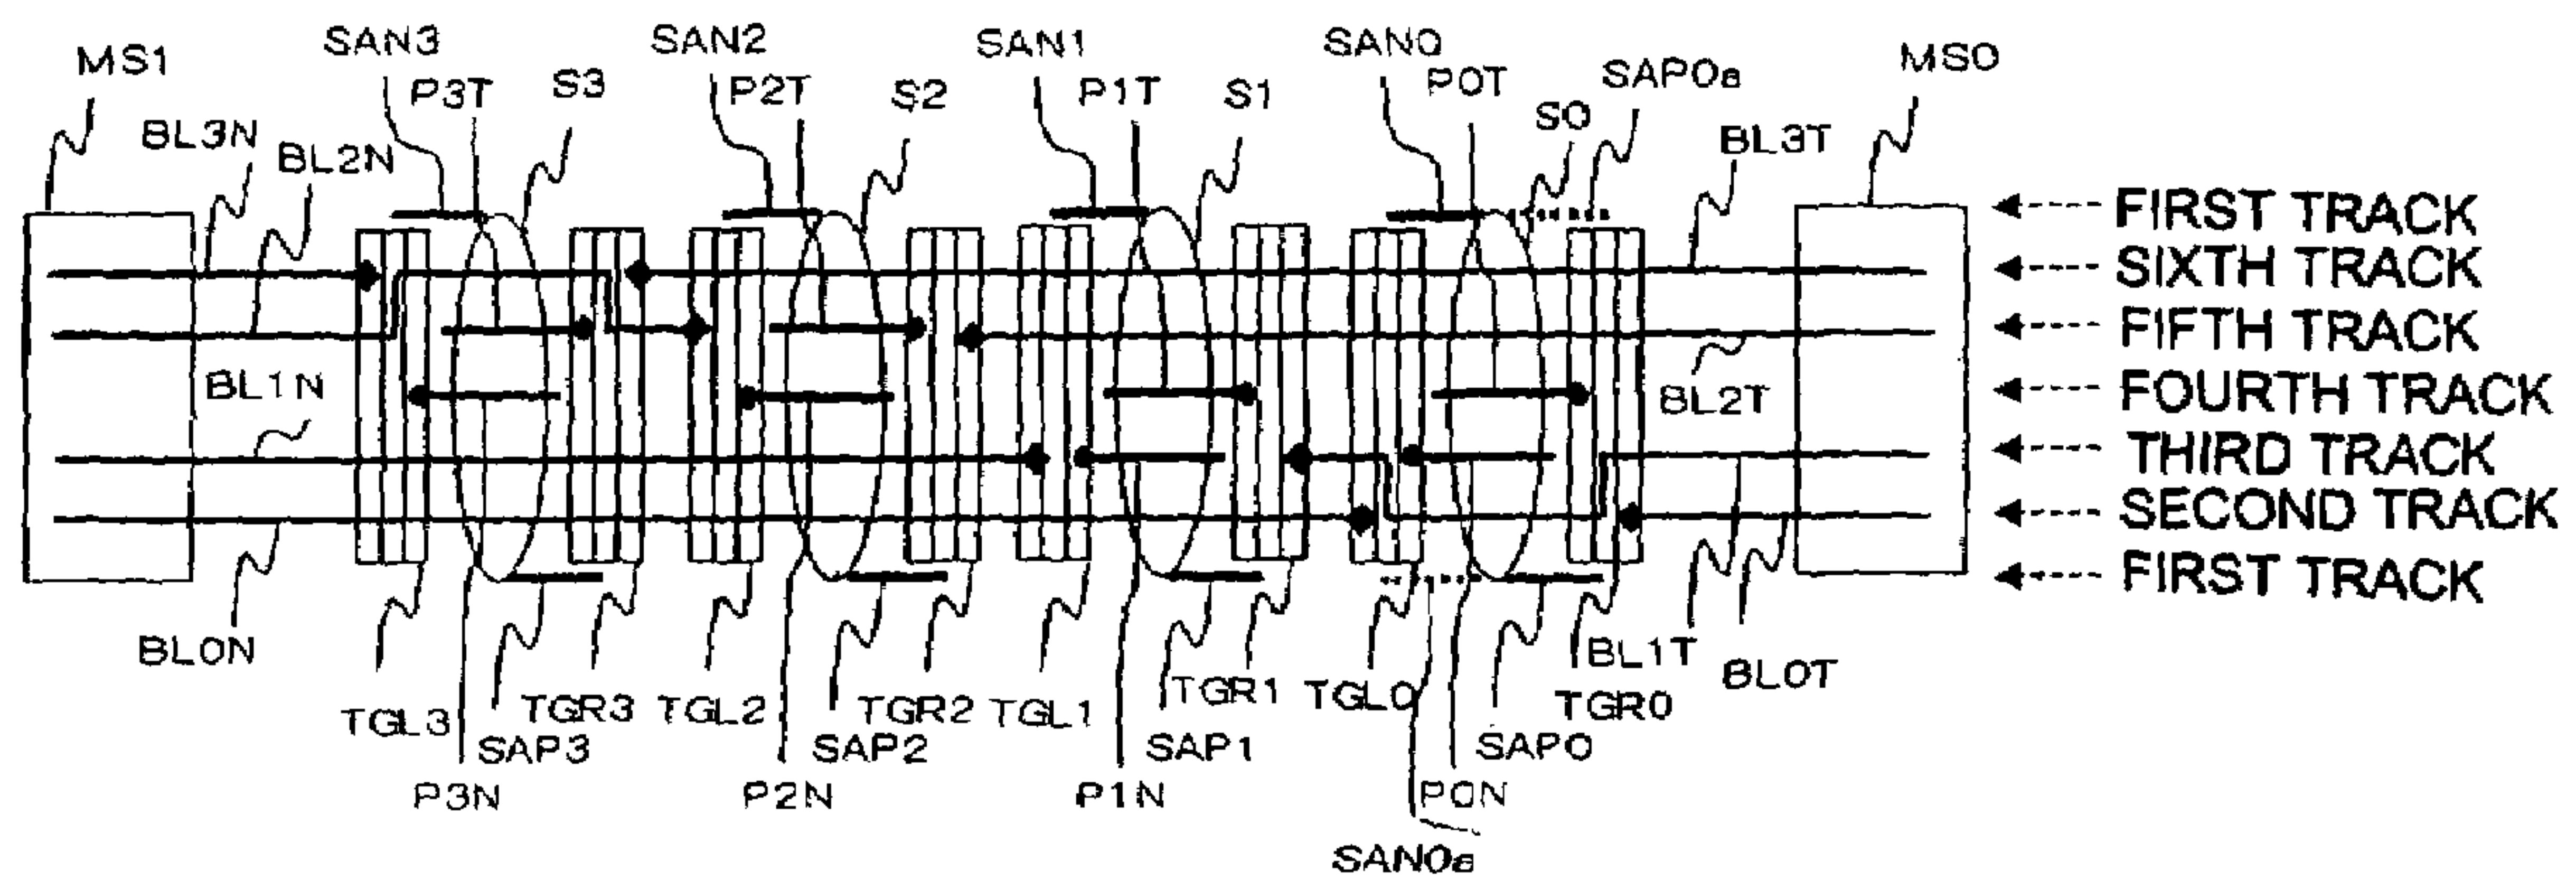 MS1
SAN3
P3T
S3
SAN2
P2T
S2
SAN1
P1T
S1
SAN0
P0T
S0
SAP0a
MS0
BL3N
BL2N
BL3T
FIRST TRACK
SIXTH TRACK
FIFTH TRACK
BL1N
BL2T
FOURTH TRACK
THIRD TRACK
SECOND TRACK
FIRST TRACK
BL0N
BL1T
BL0T
TGL3
TGR3
TGL2
TGR2
TGL1
TGR1
TGL0
TGR0
SAP3
SAP2
SAP1
SAP0
P3N
P2N
P1N
P0N
SAN0a